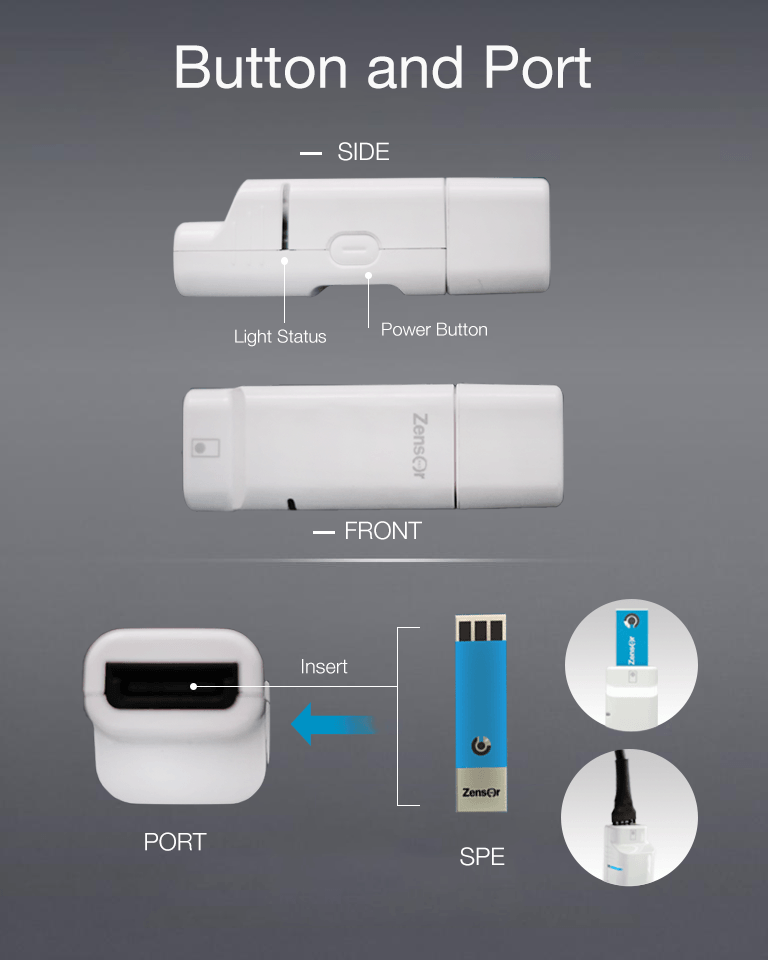 Button and Port
SIDE
Light Status
Power Button
Zensor
FRONT
Insert
Zensor
Zensor
PORT
SPE